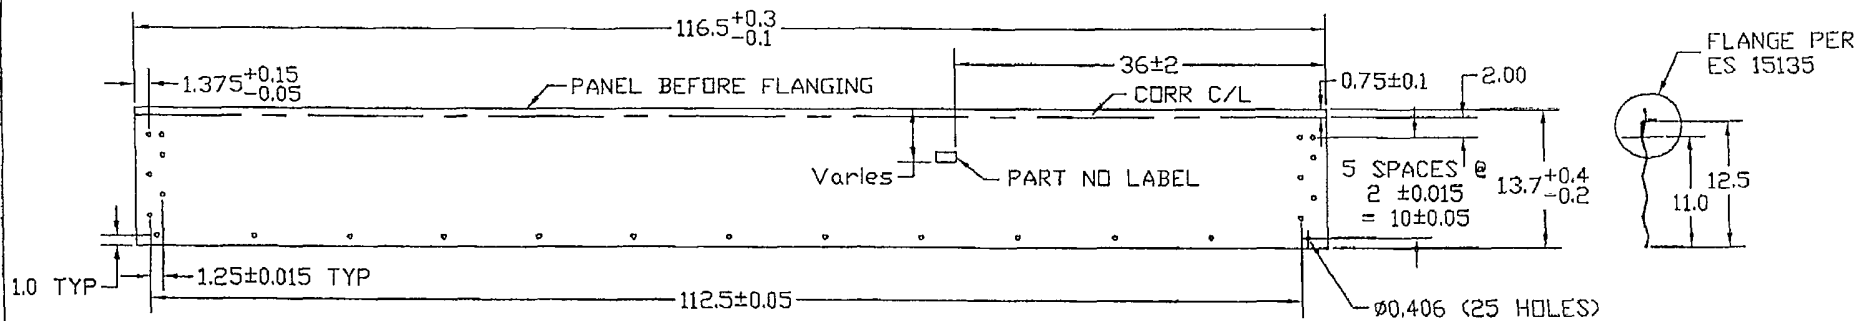 116.5+0.3
-0.1
FLANGE PER
ES 15135
36±2
1.375+0.15
-0.05
PANEL BEFORE FLANGING
CORR C/L
0.75±0.1
2.00
Varies
PART NO LABEL
5 SPACES @
2 ±0.015
= 10±0.05
13.7+0.4
-0.2
11.0
12.5
1.0 TYP
1.25±0.015 TYP
112.5±0.05
ø0.406 (25 HOLES)